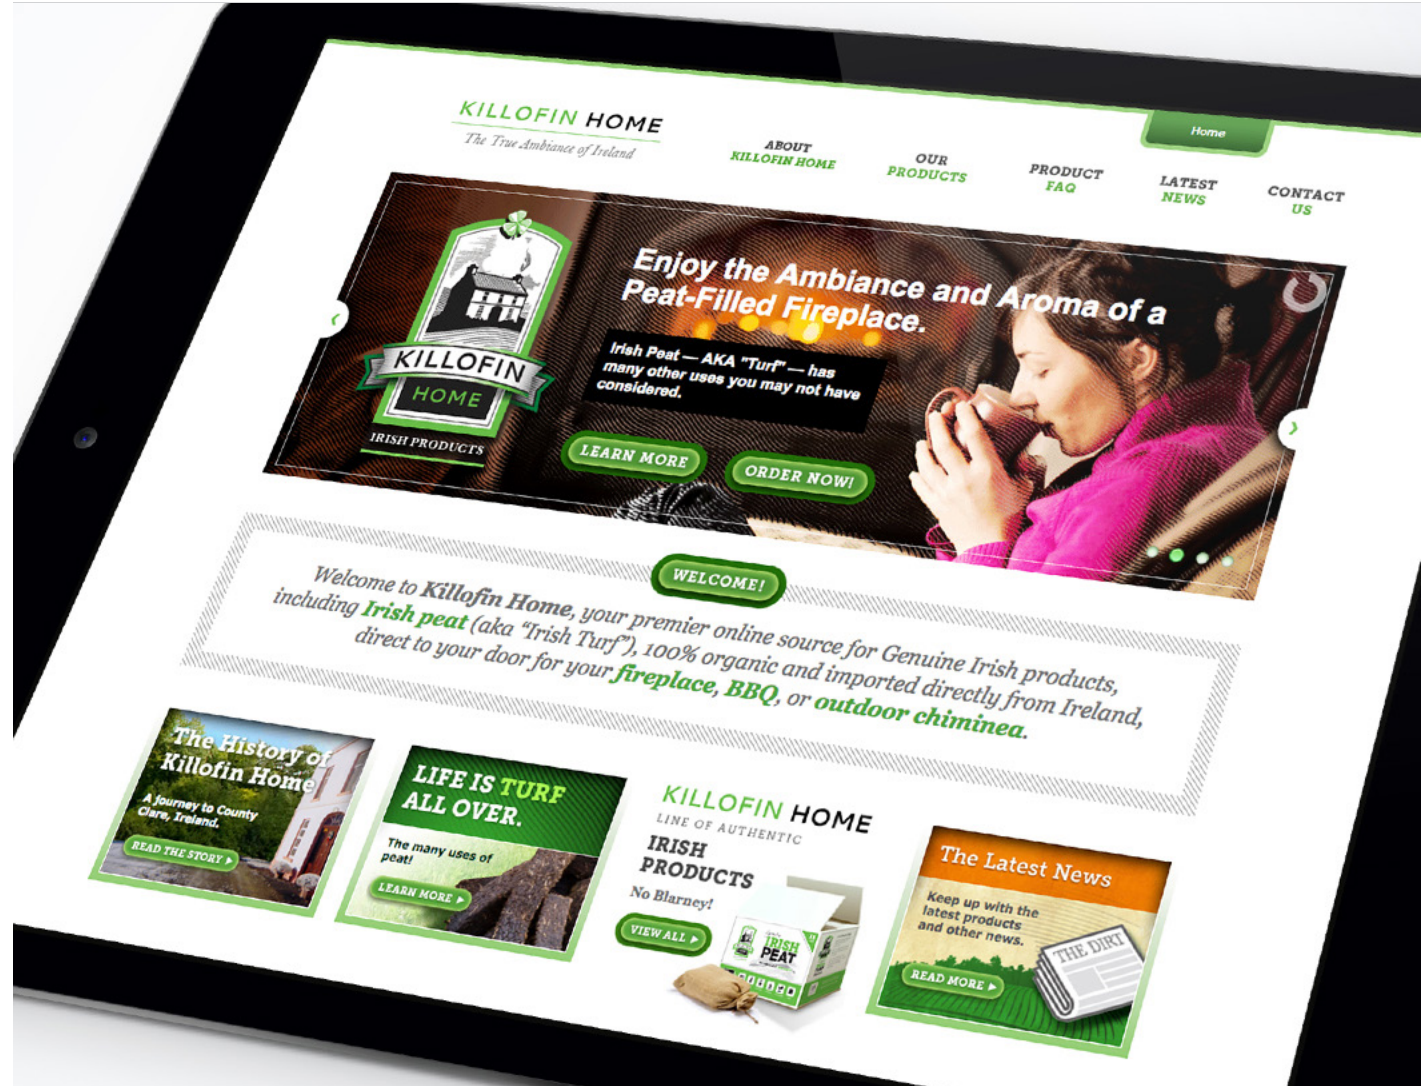 KILLOFIN HOME
The True Ambiance of Ireland
Home
ABOUT
KILLOFIN HOME
OUR
PRODUCTS
PRODUCT
FAQ
LATEST
NEWS
CONTACT
US
KILLOFIN
HOME
IRISH PRODUCTS
Enjoy the Ambiance and Aroma of a
Peat-Filled Fireplace.
Irish Peat — AKA "Turf" — has
many other uses you may not have
considered.
LEARN MORE
ORDER NOW!
WELCOME!
Welcome to Killofin Home, your premier online source for Genuine Irish products,
including Irish peat (aka “Irish Turf”), 100% organic and imported directly from Ireland,
direct to your door for your fireplace, BBQ, or outdoor chiminea.
The History of
Killofin Home
A journey to County
Clare, Ireland.
READ THE STORY
LIFE IS TURF
ALL OVER.
The many uses of
peat!
LEARN MORE
KILLOFIN HOME
LINE OF AUTHENTIC
IRISH
PRODUCTS
No Blarney!
VIEW ALL
IRISH
PEAT
The Latest News
Keep up with the
latest products
and other news.
READ MORE
THE DIRT